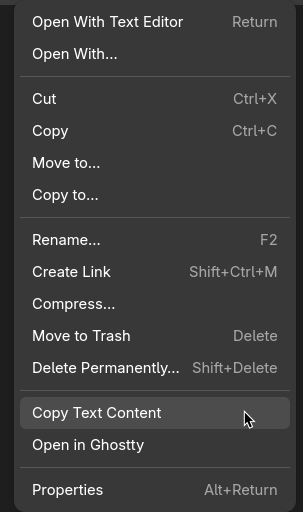 Open With Text Editor Return
Open With...
Cut Ctrl+X
Copy Ctrl+C
Move to...
Copy to...
Rename... F2
Create Link Shift+Ctrl+M
Compress...
Move to Trash Delete
Delete Permanently... Shift+Delete
Copy Text Content
Open in Ghostty
Properties Alt+Return